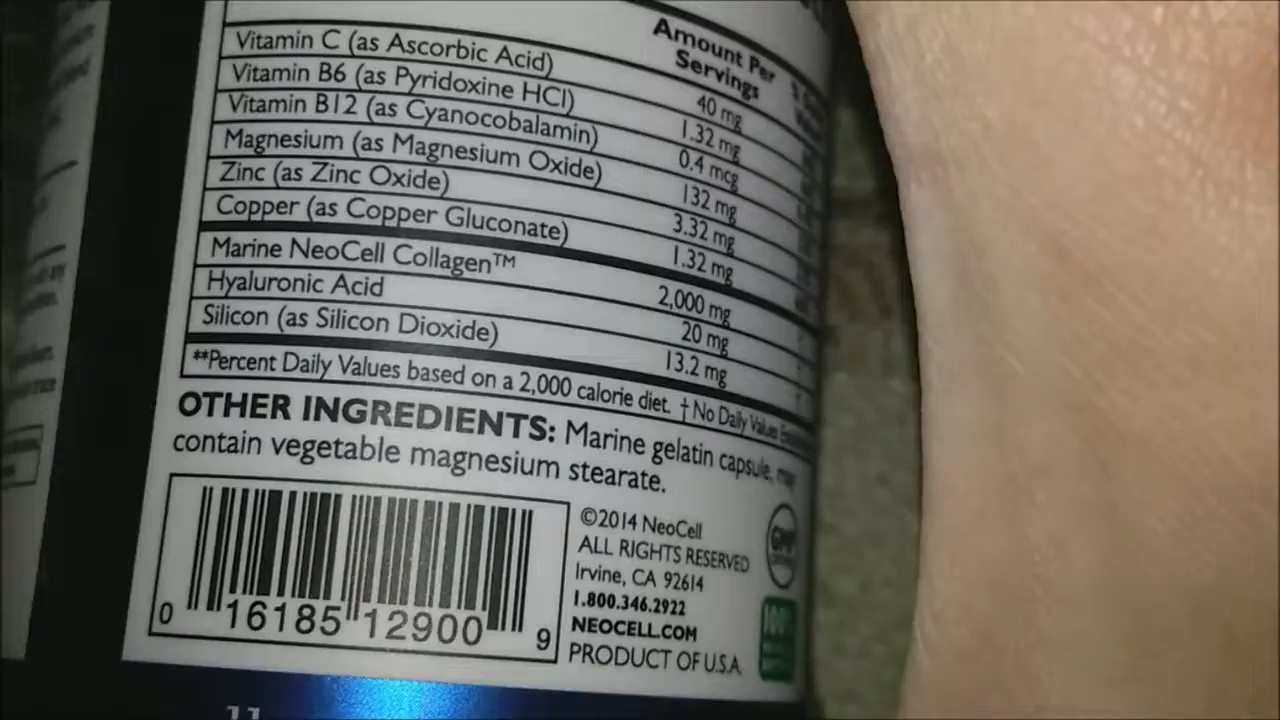 Amount Per
Servings
Vitamin C (as Ascorbic Acid) 40 mg
Vitamin B6 (as Pyridoxine HCl) 1.32 mg
Vitamin B12 (as Cyanocobalamin) 0.4 mcg
Magnesium (as Magnesium Oxide) 132 mg
Zinc (as Zinc Oxide) 3.32 mg
Copper (as Copper Gluconate) 1.32 mg
Marine NeoCell Collagen™ 2,000 mg
Hyaluronic Acid 20 mg
Silicon (as Silicon Dioxide) 13.2 mg
**Percent Daily Values based on a 2,000 calorie diet. †No Daily Values
OTHER INGREDIENTS: Marine gelatin capsule, may
contain vegetable magnesium stearate.
0 16185 12900 9
©2014 NeoCell
ALL RIGHTS RESERVED
Irvine, CA 92614
1.800.346.2922
NEOCELL.COM
PRODUCT OF U.S.A.
GMP
100%